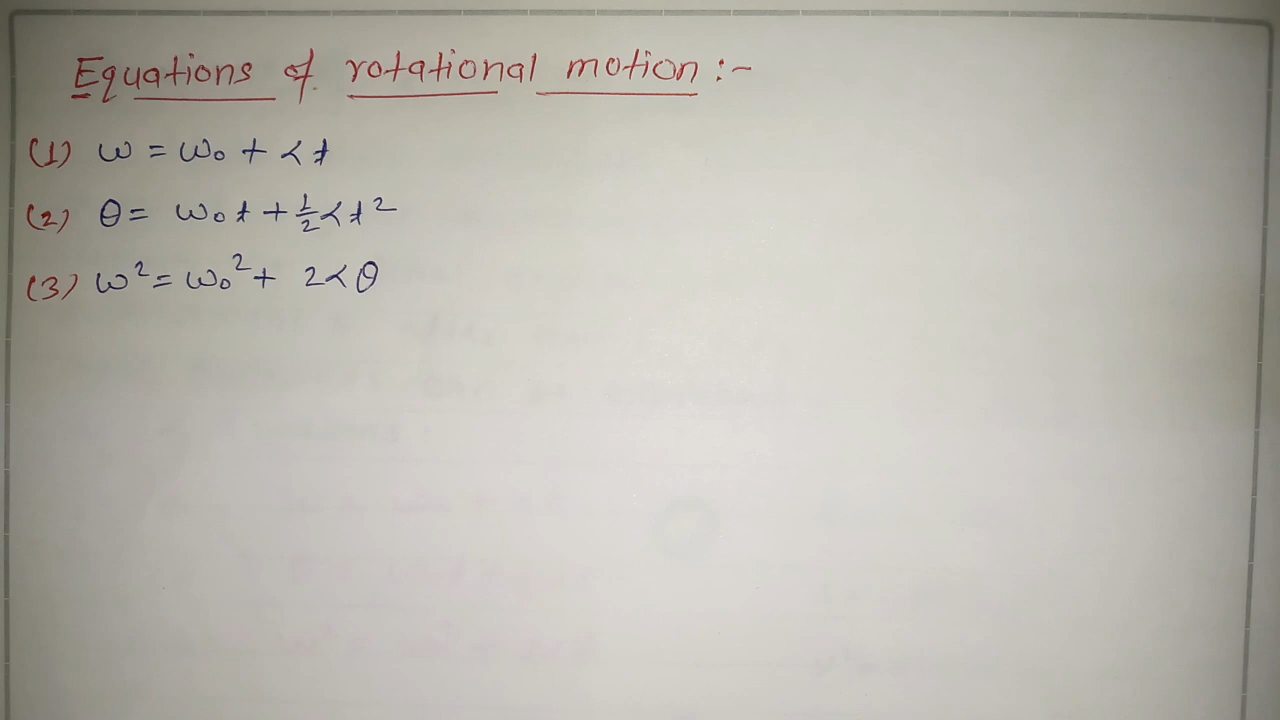 Equations of rotational motion :-
(1) ω = ω₀ + αt
(2) θ = ω₀t + ½αt²
(3) ω² = ω₀² + 2αθ